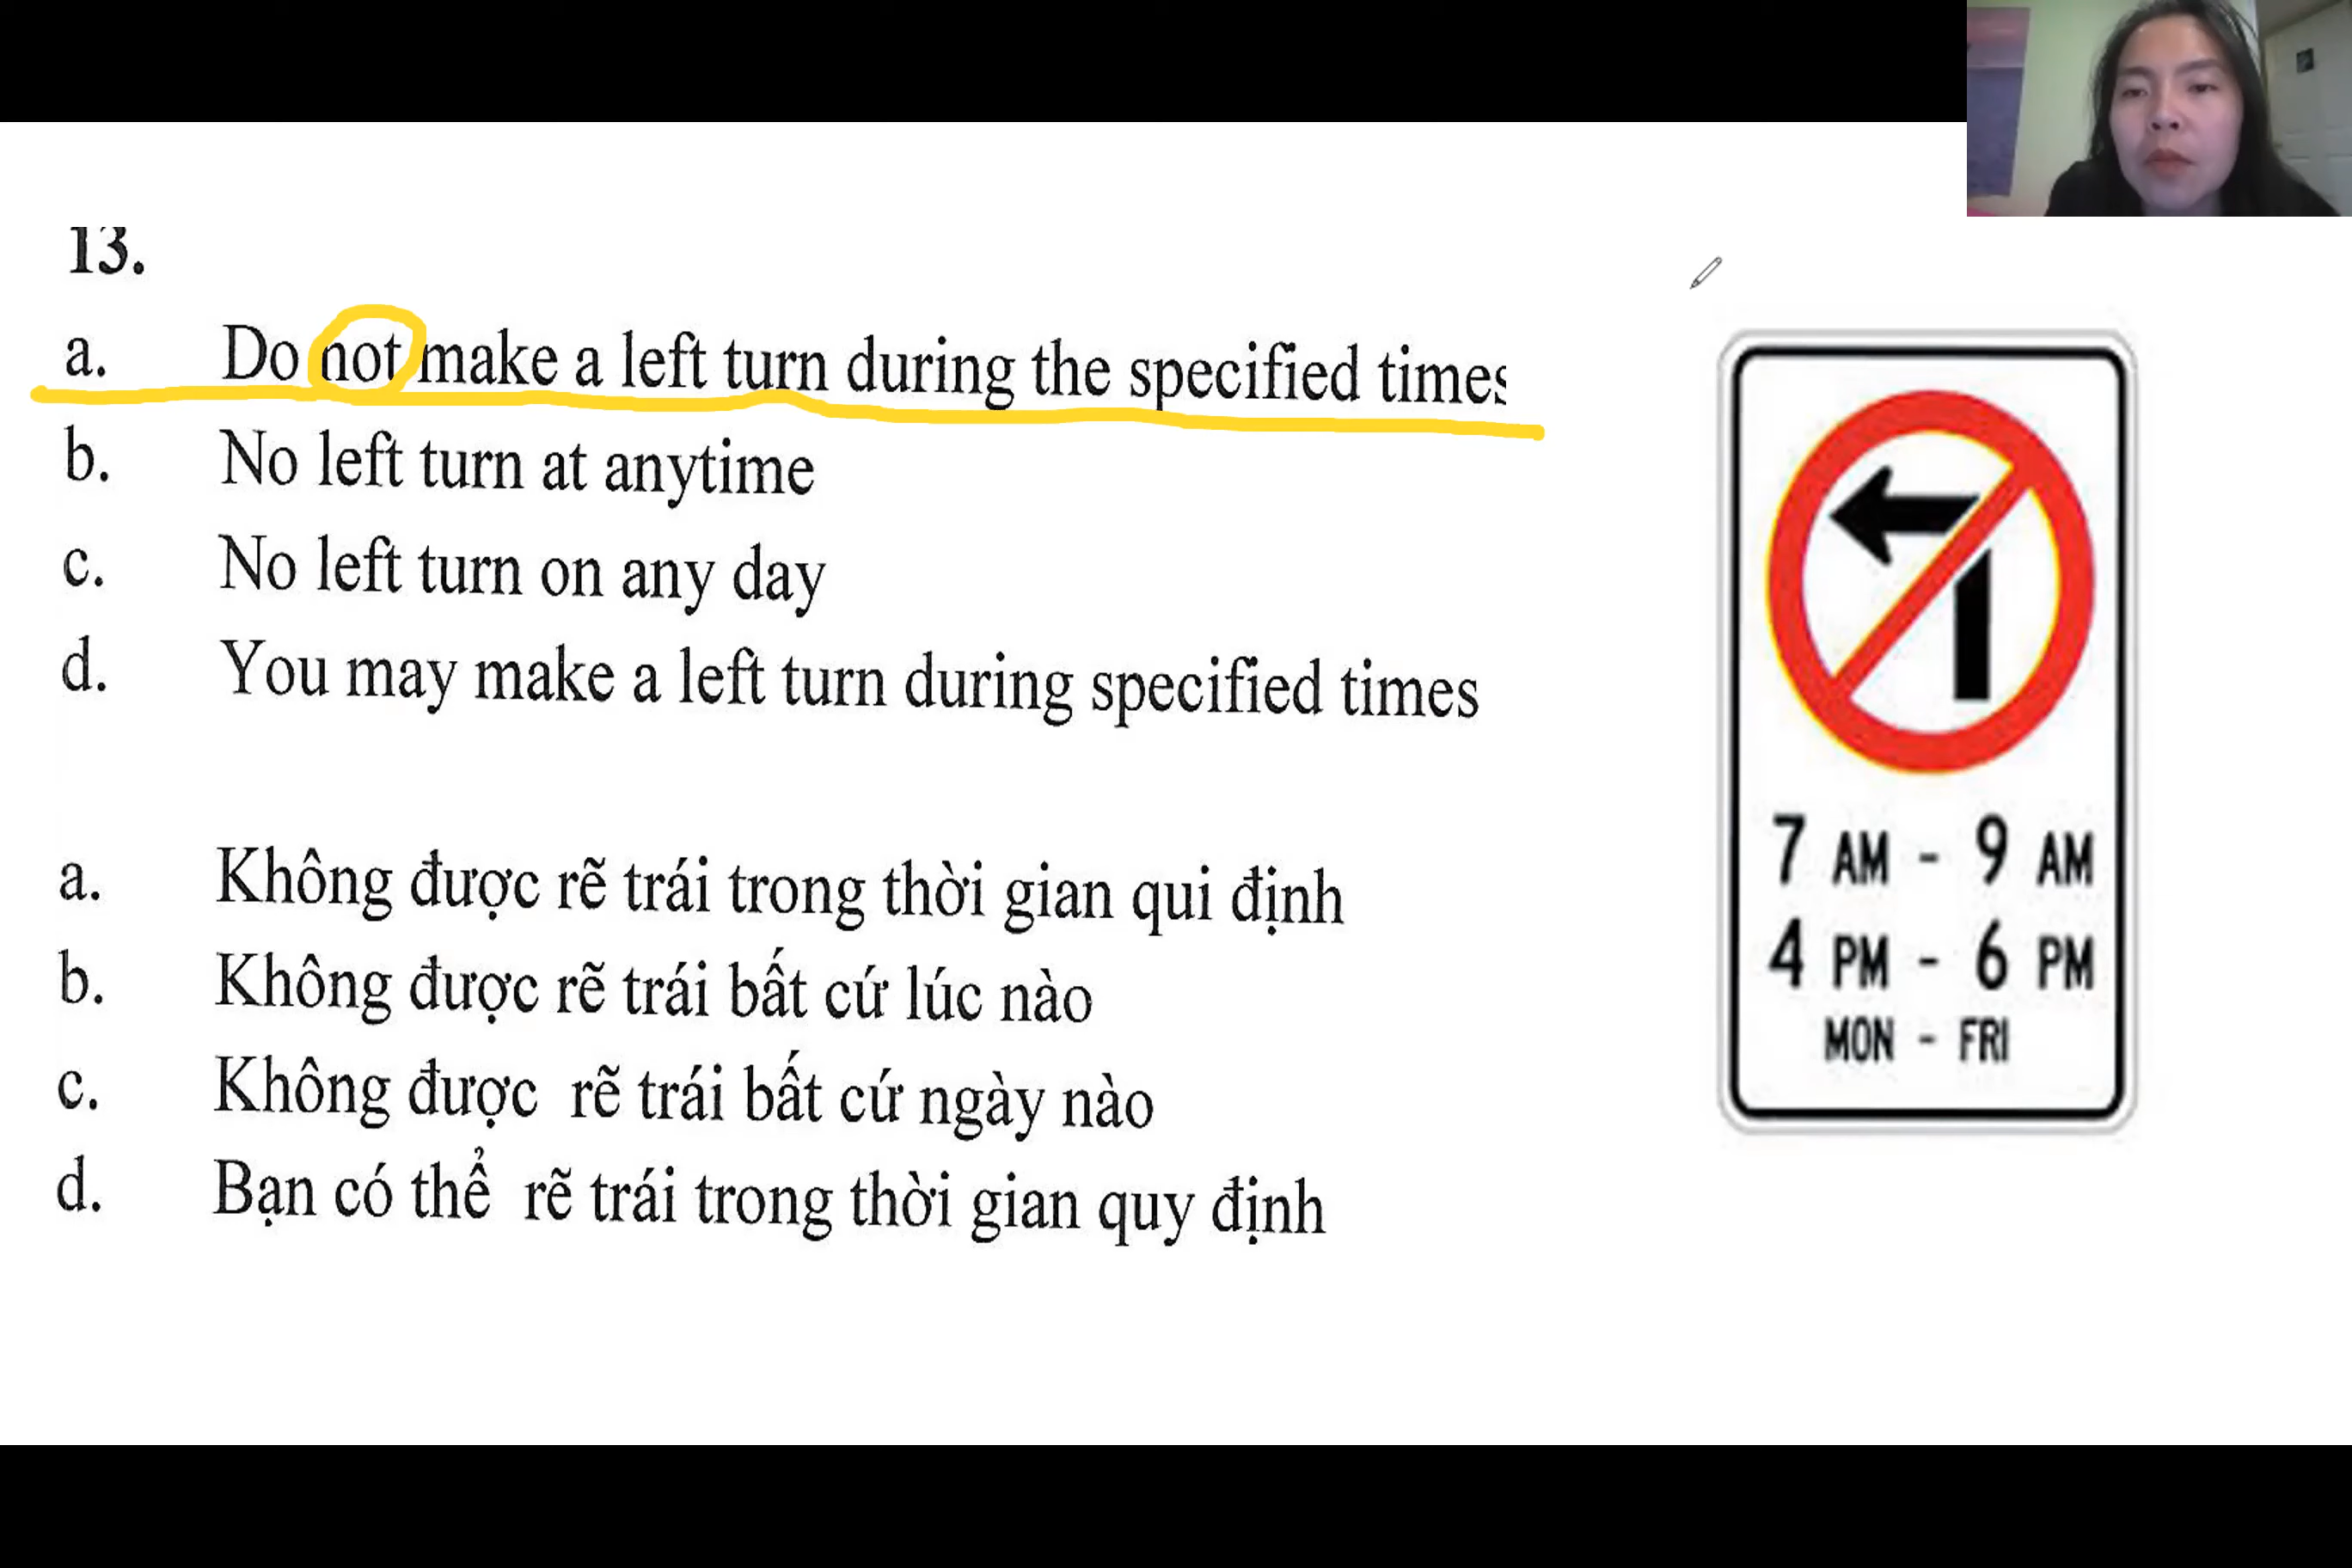 13.
a. Do not make a left turn during the specified times
b. No left turn at anytime
c. No left turn on any day
d. You may make a left turn during specified times
a. Không được rẽ trái trong thời gian qui định
b. Không được rẽ trái bất cứ lúc nào
c. Không được rẽ trái bất cứ ngày nào
d. Bạn có thể rẽ trái trong thời gian quy định
7 AM - 9 AM
4 PM - 6 PM
MON - FRI